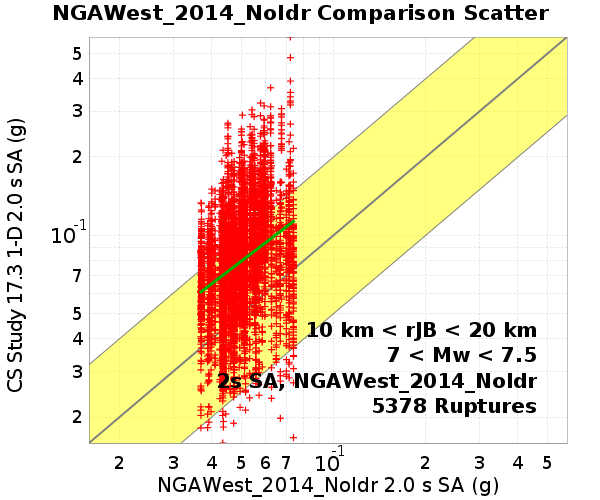 NGAWest_2014_NoIdr Comparison Scatter
CS Study 17.3 1-D 2.0 s SA (g)
5
4
3
2
10-1
7
5
4
3
2
10 km < rJB < 20 km
7 < Mw < 7.5
2s SA, NGAWest_2014_NoIdr
5378 Ruptures
2 3 4 5 6 7 10-1 2 3 4 5
NGAWest_2014_NoIdr 2.0 s SA (g)